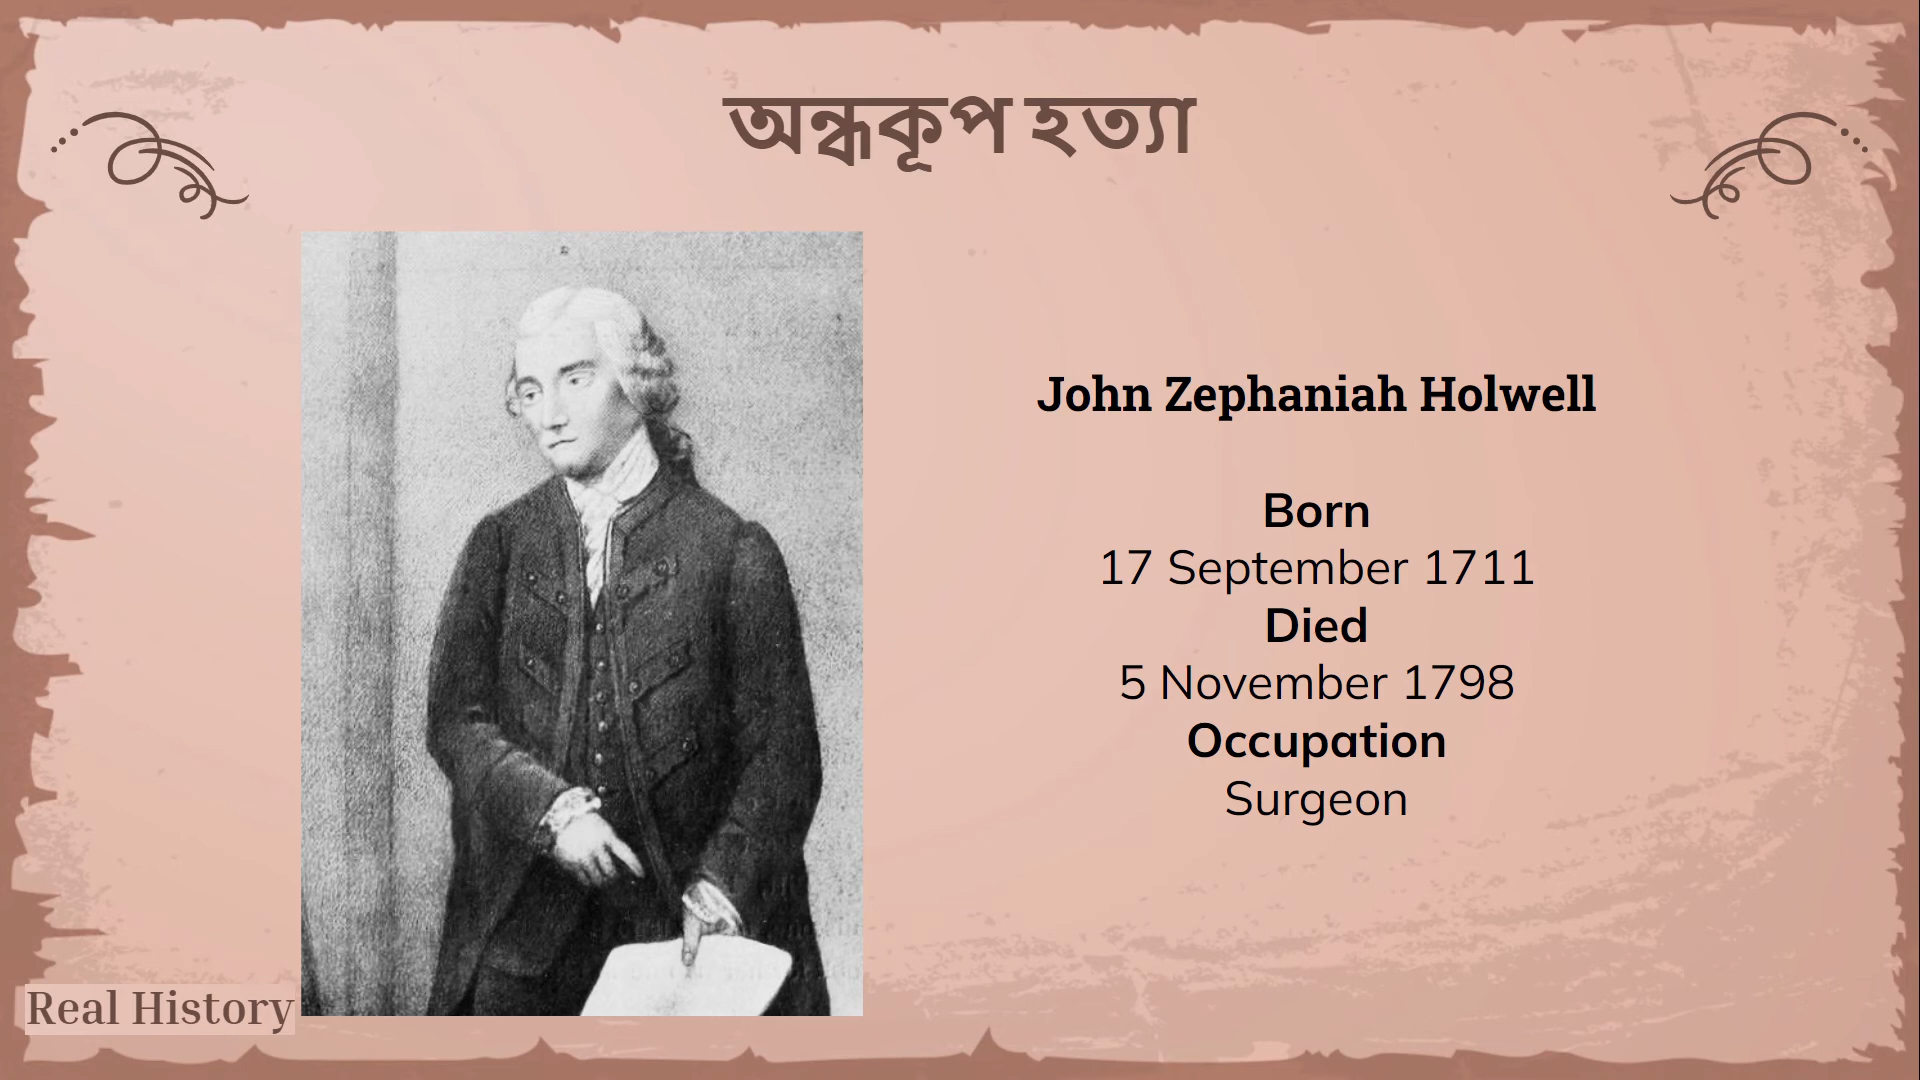 অন্ধকূপ হত্যা
John Zephaniah Holwell
Born
17 September 1711
Died
5 November 1798
Occupation
Surgeon
Real History